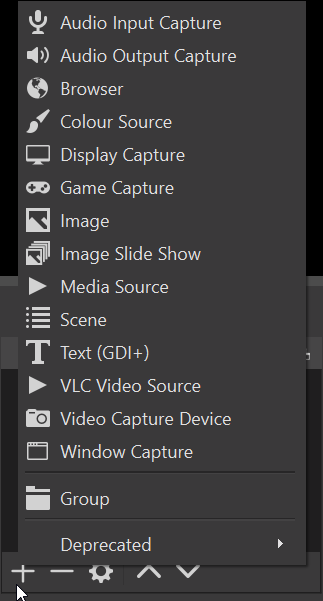 Audio Input Capture
Audio Output Capture
Browser
Colour Source
Display Capture
Game Capture
Image
Image Slide Show
Media Source
Scene
Text (GDI+)
VLC Video Source
Video Capture Device
Window Capture
Group
Deprecated